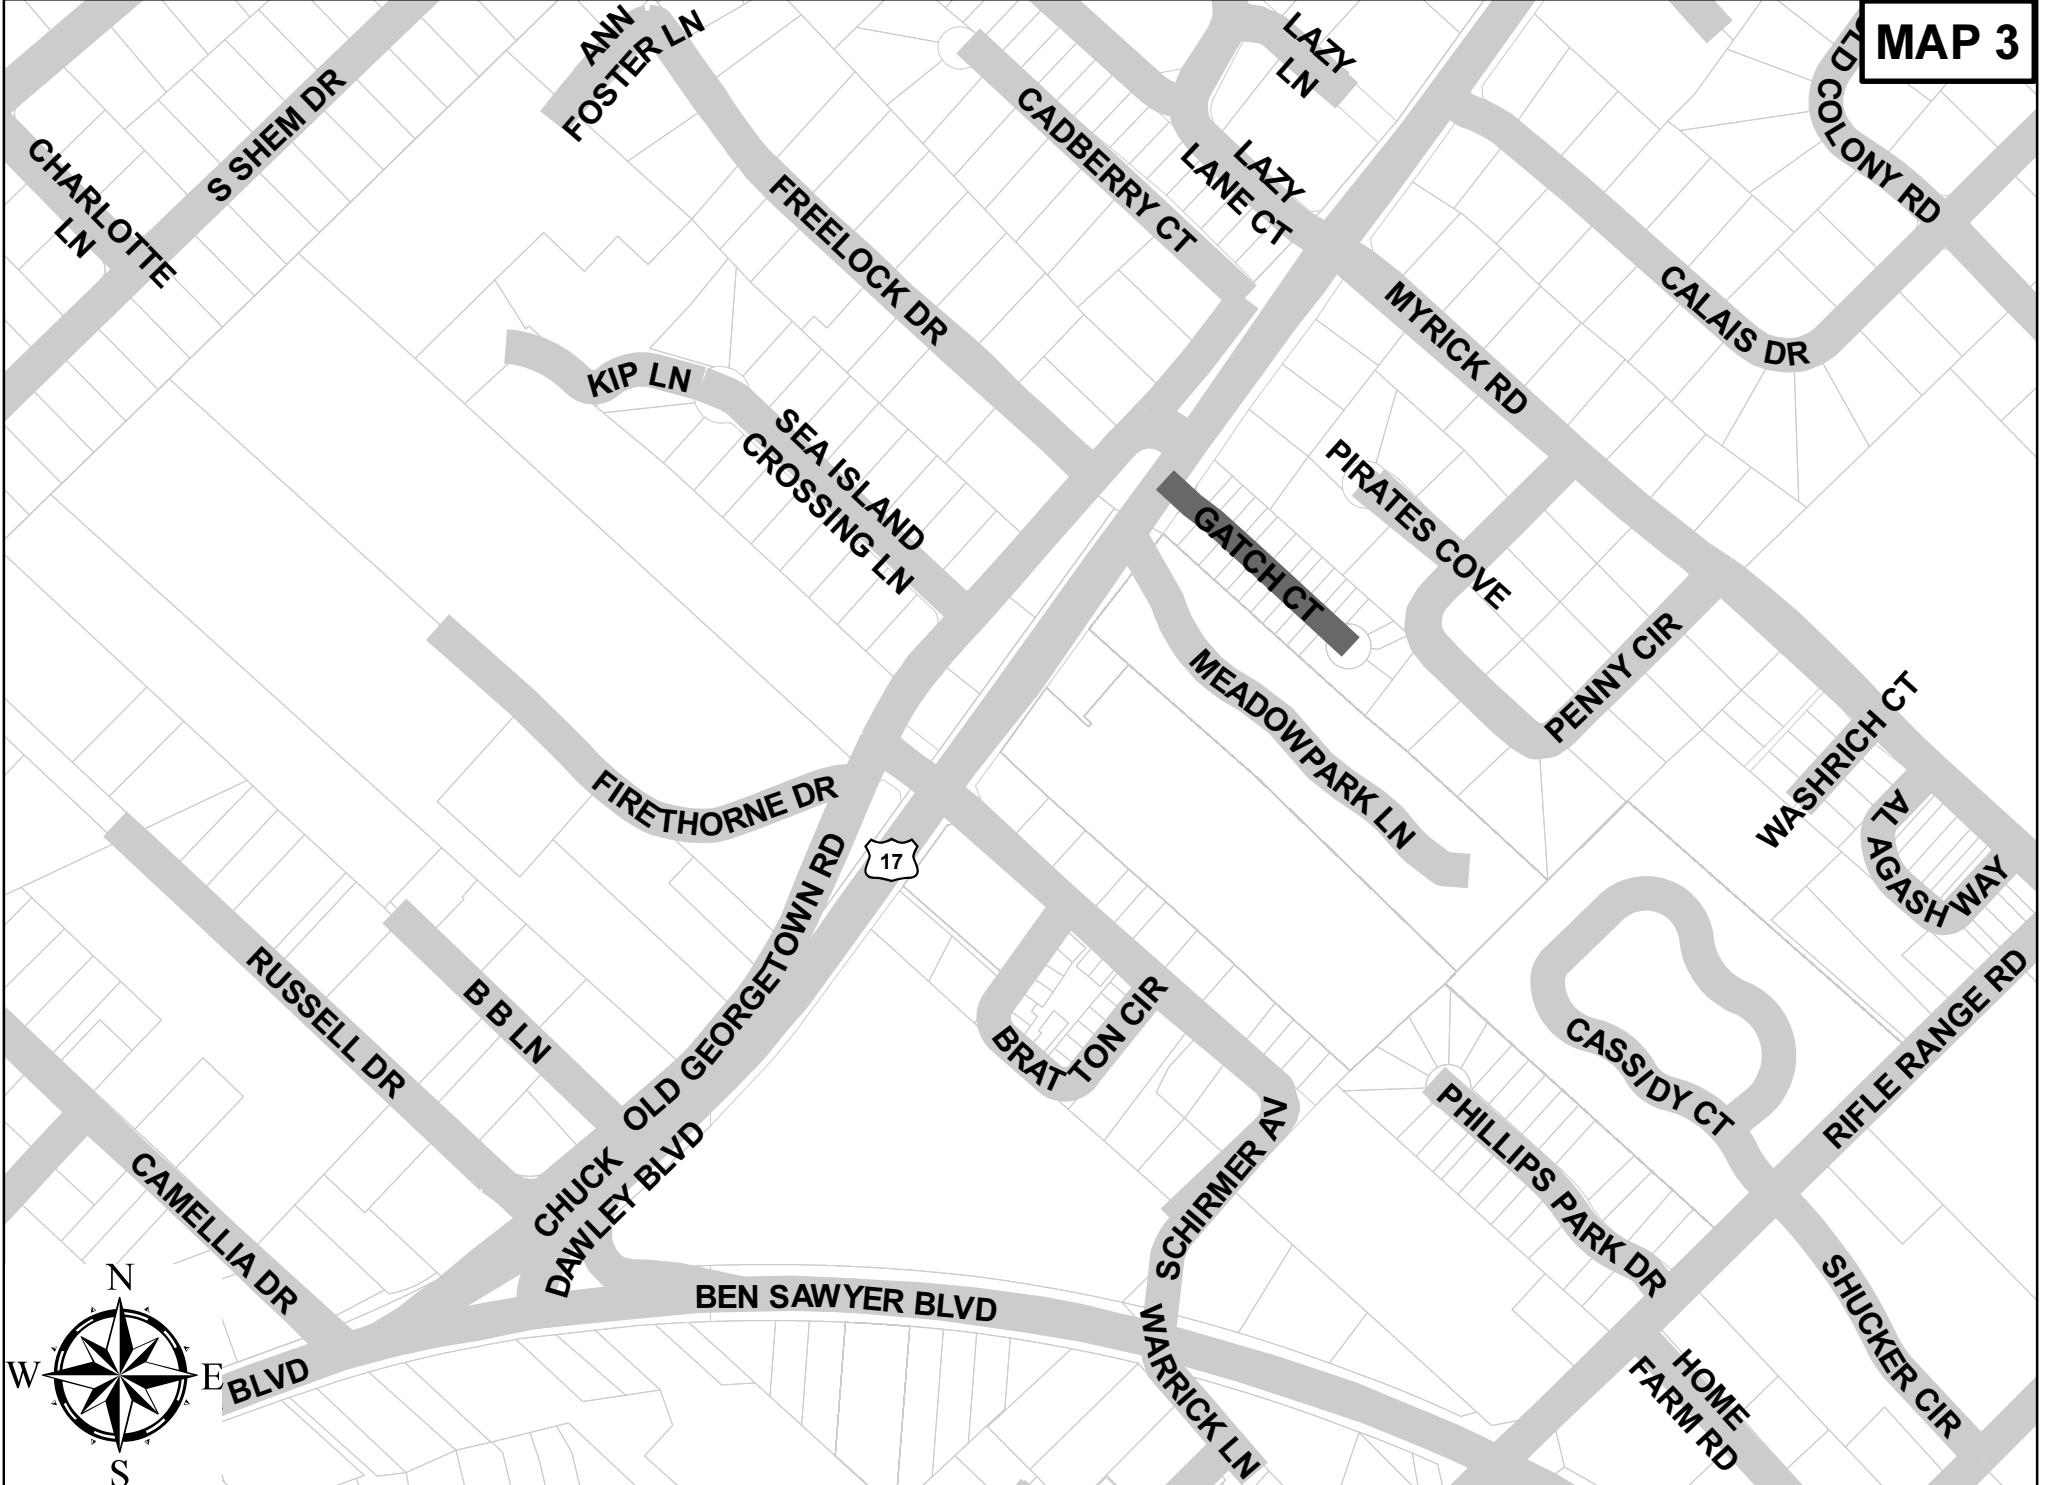 MAP 3
ANN
FOSTER LN
LAZY
LN
S SHEM DR
CHARLOTTE
LN
CADBERRY CT
LAZY
LANE CT
OLD COLONY RD
FREELOCK DR
MYRICK RD
CALAIS DR
KIP LN
SEA ISLAND
CROSSING LN
PIRATES COVE
GATCH CT
PENNY CIR
MEADOWPARK LN
WASHRICH CT
AL AGASH WAY
FIRETHORNE DR
17
OLD GEORGETOWN RD
RUSSELL DR
B B LN
BRATTON CIR
CASSIDY CT
RIFLE RANGE RD
PHILLIPS PARK DR
SCHIRMER AV
CHUCK
DAWLEY BLVD
CAMELLIA DR
BEN SAWYER BLVD
WARRICK LN
SHUCKER CIR
HOME
FARM RD
BLVD
N
W
E
S